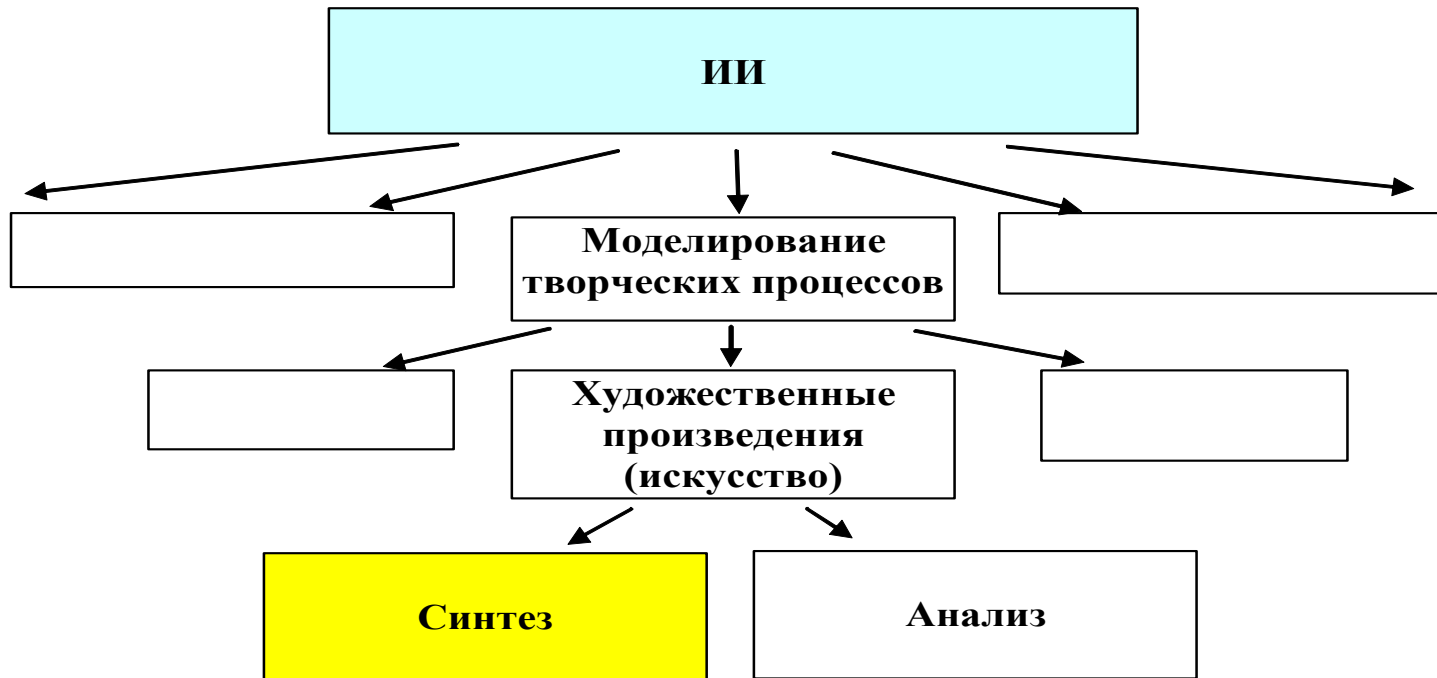 ИИ
Моделирование
творческих процессов
Художественные
произведения
(искусство)
Синтез
Анализ